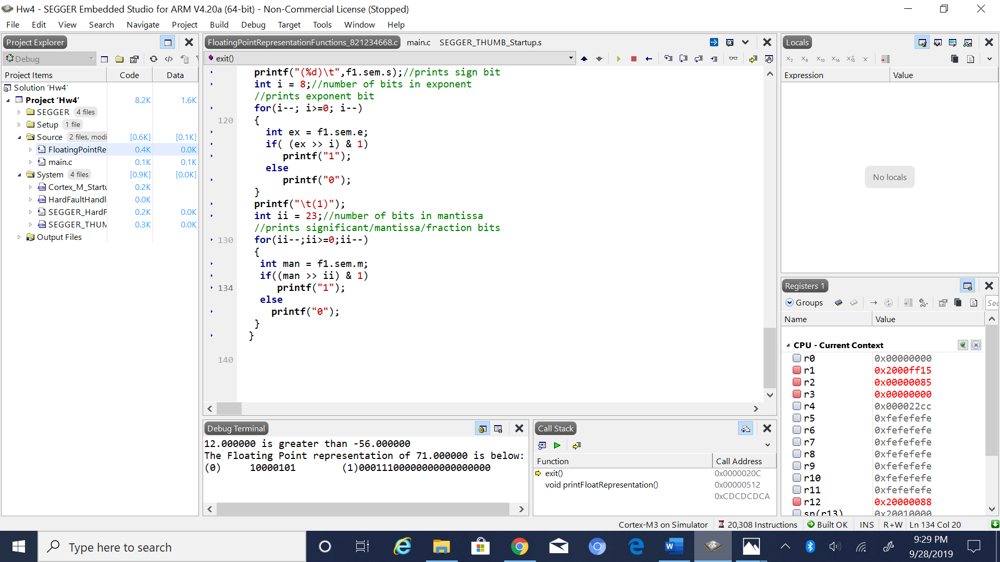 Hw4 - SEGGER Embedded Studio for ARM V4.20a (64-bit) - Non-Commercial License (Stopped)
File Edit View Search Navigate Project Build Debug Target Tools Window Help
Project Explorer
Debug
Project Items Code Data
Solution ‘Hw4’
Project ‘Hw4’ 8.2K 1.6K
SEGGER 4 files
Setup 1 file
Source 2 files, modi [0.6K] [0.1K]
FloatingPointRe 0.4K 0.0K
main.c 0.1K 0.1K
System 4 files [0.9K] [0.0K]
Cortex_M_Startu 0.2K
HardFaultHandl 0.0K
SEGGER_HardF 0.2K 0.0K
SEGGER_THUM 0.3K 0.0K
Output Files
FloatingPointRepresentationFunctions_821234668.c main.c SEGGER_THUMB_Startup.s
exit()
printf("(%d)\t",f1.sem.s);//prints sign bit
int i = 8;//number of bits in exponent
//prints exponent bit
for(i--; i>=0; i--)
120 {
int ex = f1.sem.e;
if( (ex >> i) & 1)
printf("1");
else
printf("0");
}
printf("\t(1)");
int ii = 23;//number of bits in mantissa
//prints significant/mantissa/fraction bits
130 for(ii--;ii>=0;ii--)
{
int man = f1.sem.m;
if((man >> ii) & 1)
134 printf("1");
else
printf("0");
}
}
140
Debug Terminal
12.000000 is greater than -56.000000
The Floating Point representation of 71.000000 is below:
(0) 10000101 (1)00011100000000000000000
Call Stack
Function Call Address
exit() 0x0000020C
void printFloatRepresentation() 0x00000512
0xCDCDCDCA
Locals
x₂ x₈ x₁₀ x₁₆
Expression Value
No locals
Registers 1
Groups Sec
Name Value
CPU - Current Context
r0 0x00000000
r1 0x2000ff15
r2 0x00000085
r3 0x00000000
r4 0x000022cc
r5 0xfefefefe
r6 0xfefefefe
r7 0xfefefefe
r8 0xfefefefe
r9 0xfefefefe
r10 0xfefefefe
r11 0xfefefefe
r12 0x20000088
sp(r13) 0x20010000
Cortex-M3 on Simulator 20,308 Instructions Built OK INS R+W Ln 134 Col 20
Type here to search
9:29 PM
9/28/2019